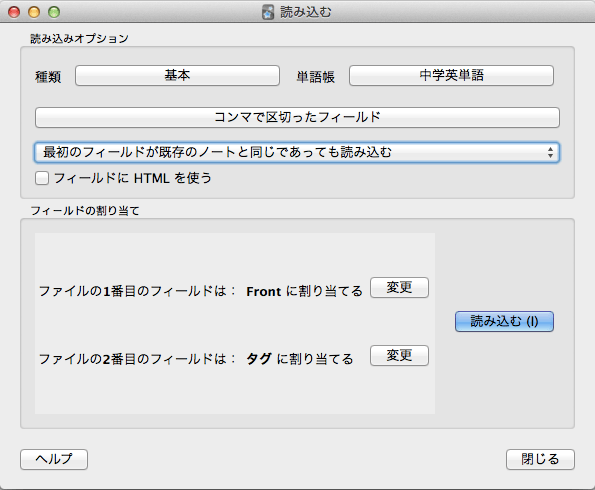 読み込む
読み込みオプション
種類 基本 単語帳 中学英単語
コンマで区切ったフィールド
最初のフィールドが既存のノートと同じであっても読み込む
フィールドに HTML を使う
フィールドの割り当て
ファイルの1番目のフィールドは： Front に割り当てる 変更
読み込む (I)
ファイルの2番目のフィールドは： タグ に割り当てる 変更
ヘルプ 閉じる